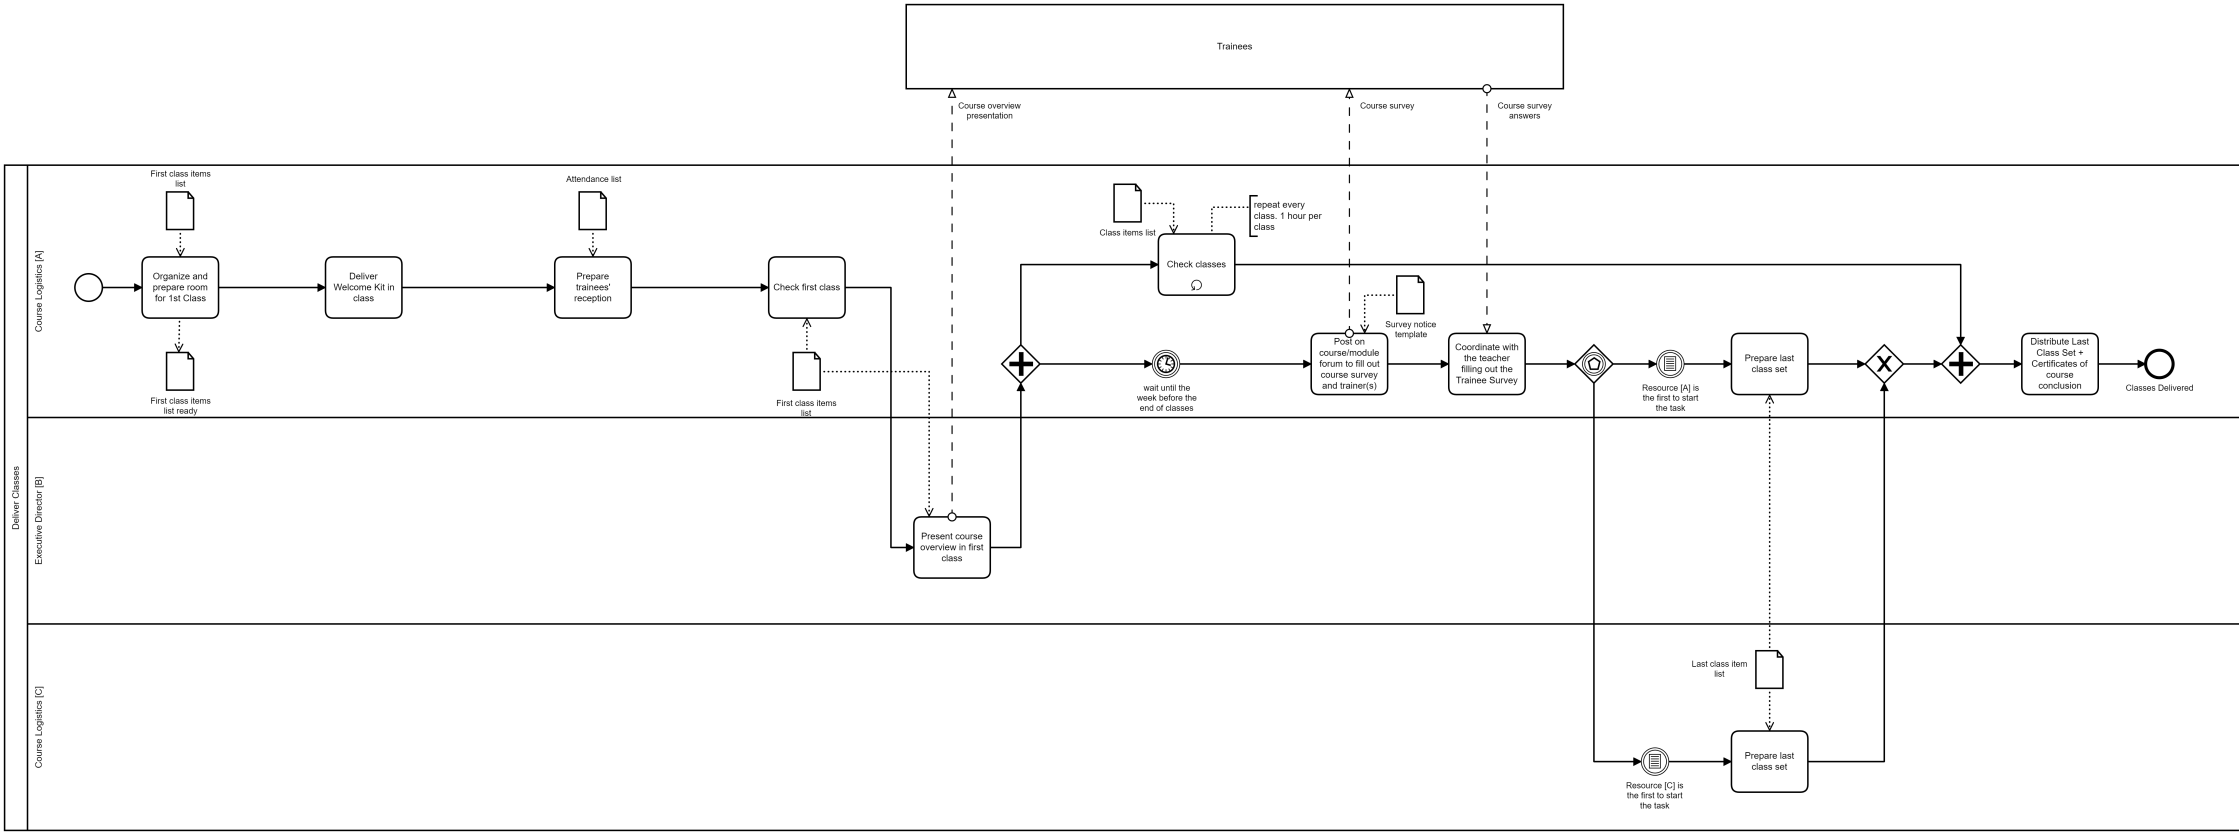 Trainees
Course overview
presentation
Course survey
Course survey
answers
Deliver Classes
Course Logistics [A]
First class items
list
Attendance list
Class items list
repeat every
class. 1 hour per
class
Organize and
prepare room
for 1st Class
Deliver
Welcome Kit in
class
Prepare
trainees'
reception
Check first class
Check classes
First class items
list ready
First class items
list
wait until the
week before the
end of classes
Survey notice
template
Post on
course/module
forum to fill out
course survey
and trainer(s)
Coordinate with
the teacher
filling out the
Trainee Survey
Resource [A] is
the first to start
the task
Prepare last
class set
Distribute Last
Class Set +
Certificates of
course
conclusion
Classes Delivered
Executive Director [B]
Present course
overview in first
class
Course Logistics [C]
Last class item
list
Resource [C] is
the first to start
the task
Prepare last
class set